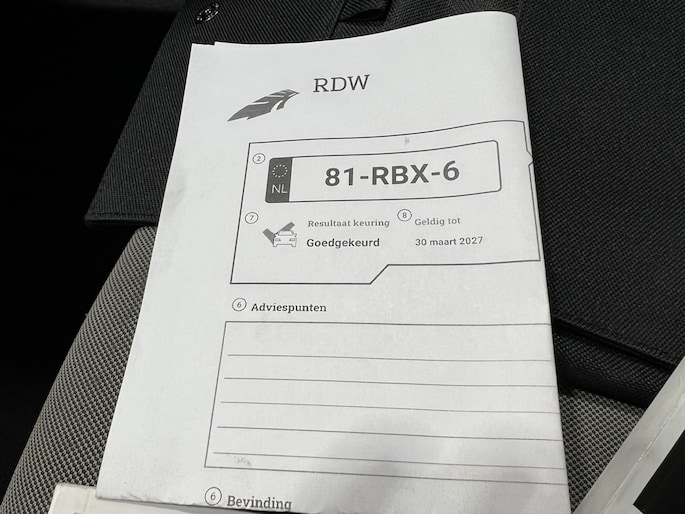 RDW
2
NL
81-RBX-6
7
Resultaat keuring
Goedgekeurd
8
Geldig tot
30 maart 2027
6 Adviespunten
6 Bevinding